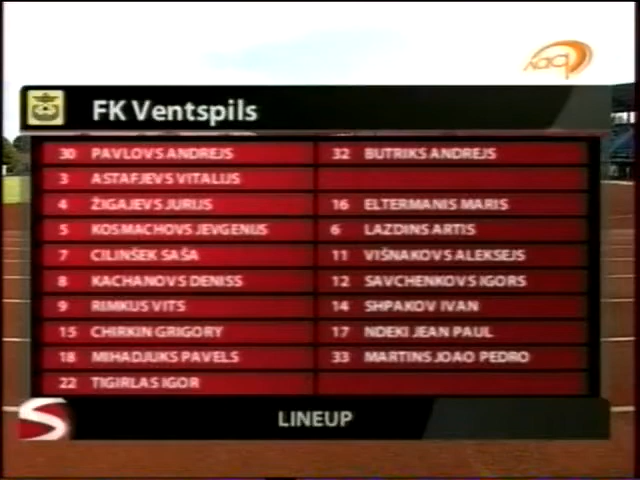 FK Ventspils
30 PAVLOVS ANDREJS
3 ASTAFJEVS VITALIJS
4 ŽIGAJEVS JURIJS
5 KOSMACHOVS JEVGENIJS
7 CILINŠEK SAŠA
8 KACHANOVS DENISS
9 RIMKUS VITS
15 CHIRKIN GRIGORY
18 MIHADJUKS PAVELS
22 TIGIRLAS IGOR
32 BUTRIKS ANDREJS
16 ELTERMANIS MARIS
6 LAZDINS ARTIS
11 VIŠNAKOVS ALEKSEJS
12 SAVCHENKOVS IGORS
14 SHPAKOV IVAN
17 NDEKI JEAN PAUL
33 MARTINS JOAO PEDRO
LINEUP